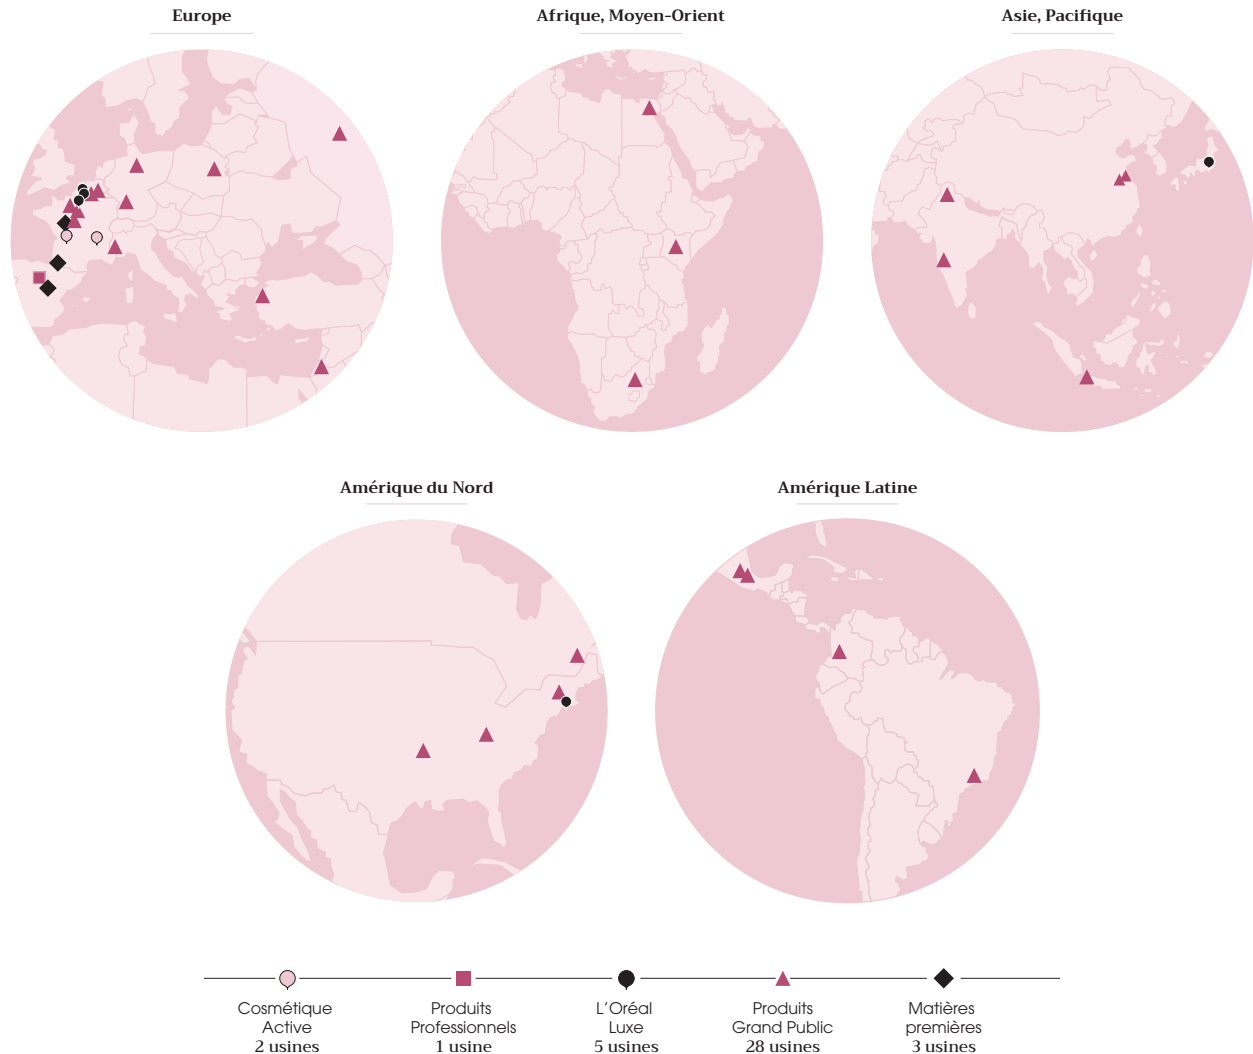 Europe
Afrique, Moyen-Orient
Asie, Pacifique
Amérique du Nord
Amérique Latine
Cosmétique
Active
2 usines
Produits
Professionnels
1 usine
L'Oréal
Luxe
5 usines
Produits
Grand Public
28 usines
Matières
premières
3 usines